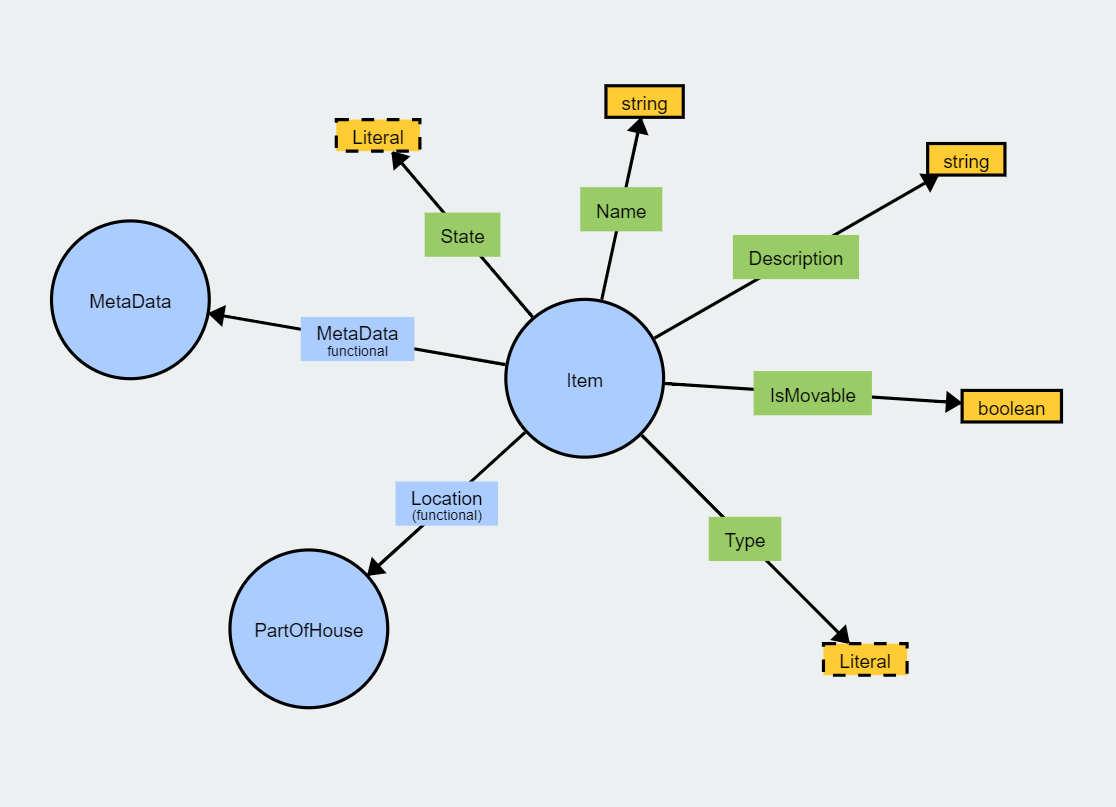 string
Literal
string
Name
State
Description
MetaData
MetaData
functional
Item
IsMovable
boolean
Location
(functional)
Type
PartOfHouse
Literal